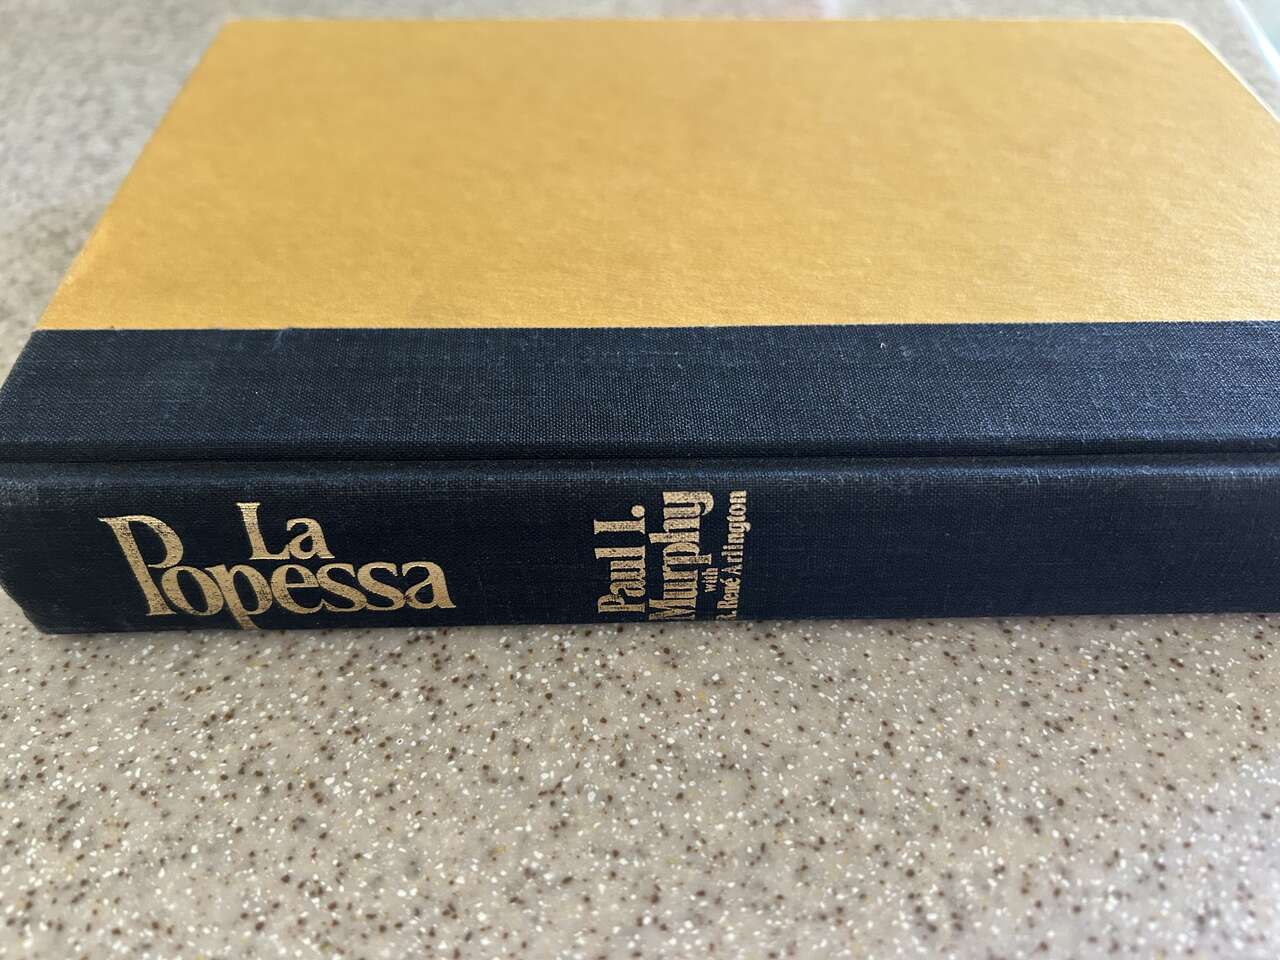 La
Popessa
Paul I.
Murphy
with
R. René Arlington